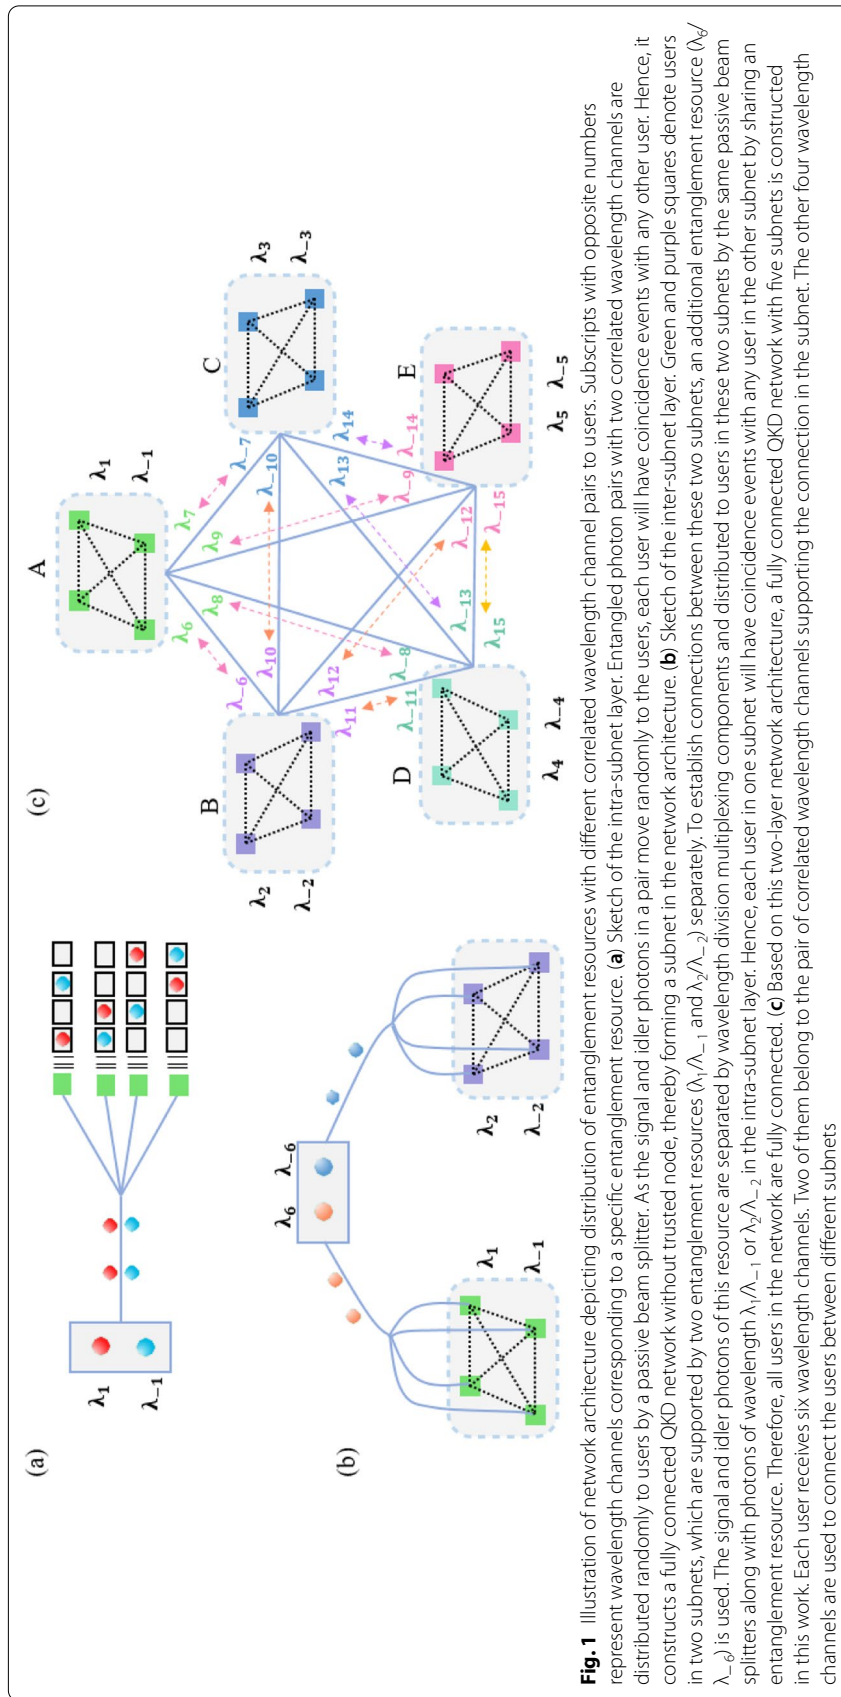 (a)
λ₁
λ₋₁
(b)
λ₆ λ₋₆
λ₁
λ₋₁
λ₂
λ₋₂
(c)
A
λ₁
λ₋₁
B
λ₂
λ₋₂
C
λ₃
λ₋₃
D
λ₄ λ₋₄
E
λ₅ λ₋₅
λ₆
λ₋₆
λ₇
λ₋₇
λ₈
λ₋₈
λ₉
λ₋₉
λ₁₀
λ₋₁₀
λ₁₁
λ₋₁₁
λ₁₂
λ₋₁₂
λ₁₃
λ₋₁₃
λ₁₄
λ₋₁₄
λ₁₅
λ₋₁₅
Fig. 1 Illustration of network architecture depicting distribution of entanglement resources with different correlated wavelength channel pairs to users. Subscripts with opposite numbers
represent wavelength channels corresponding to a specific entanglement resource. (a) Sketch of the intra-subnet layer. Entangled photon pairs with two correlated wavelength channels are
distributed randomly to users by a passive beam splitter. As the signal and idler photons in a pair move randomly to the users, each user will have coincidence events with any other user. Hence, it
constructs a fully connected QKD network without trusted node, thereby forming a subnet in the network architecture. (b) Sketch of the inter-subnet layer. Green and purple squares denote users
in two subnets, which are supported by two entanglement resources (λ₁/λ₋₁ and λ₂/λ₋₂) separately. To establish connections between these two subnets, an additional entanglement resource (λ₆/
λ₋₆) is used. The signal and idler photons of this resource are separated by wavelength division multiplexing components and distributed to users in these two subnets by the same passive beam
splitters along with photons of wavelength λ₁/λ₋₁ or λ₂/λ₋₂ in the intra-subnet layer. Hence, each user in one subnet will have coincidence events with any user in the other subnet by sharing an
entanglement resource. Therefore, all users in the network are fully connected. (c) Based on this two-layer network architecture, a fully connected QKD network with five subnets is constructed
in this work. Each user receives six wavelength channels. Two of them belong to the pair of correlated wavelength channels supporting the connection in the subnet. The other four wavelength
channels are used to connect the users between different subnets